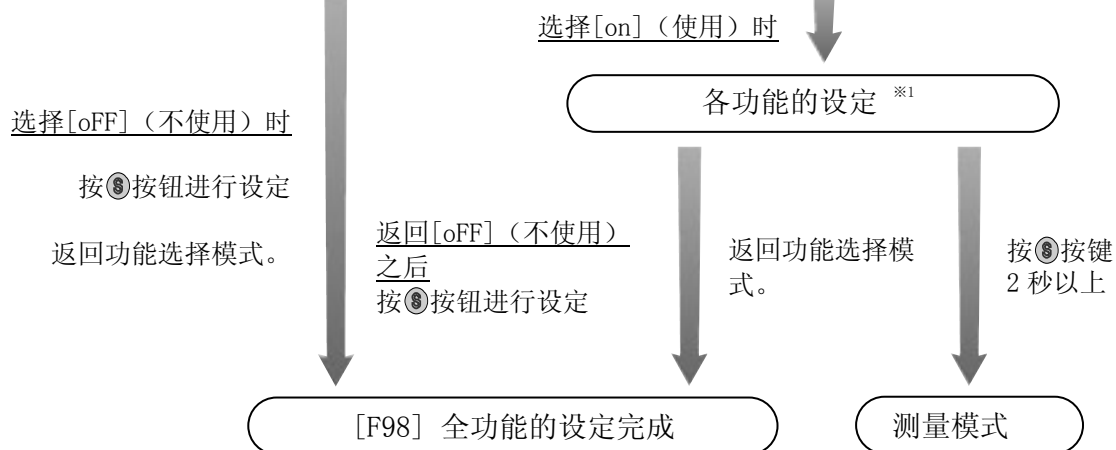 选择[on]（使用）时
各功能的设定 ※1
选择[oFF]（不使用）时
按Ⓢ按钮进行设定
返回功能选择模式。
返回[oFF]（不使用）
之后
按Ⓢ按钮进行设定
返回功能选择模
式。
按Ⓢ按键
2 秒以上
[F98] 全功能的设定完成
测量模式